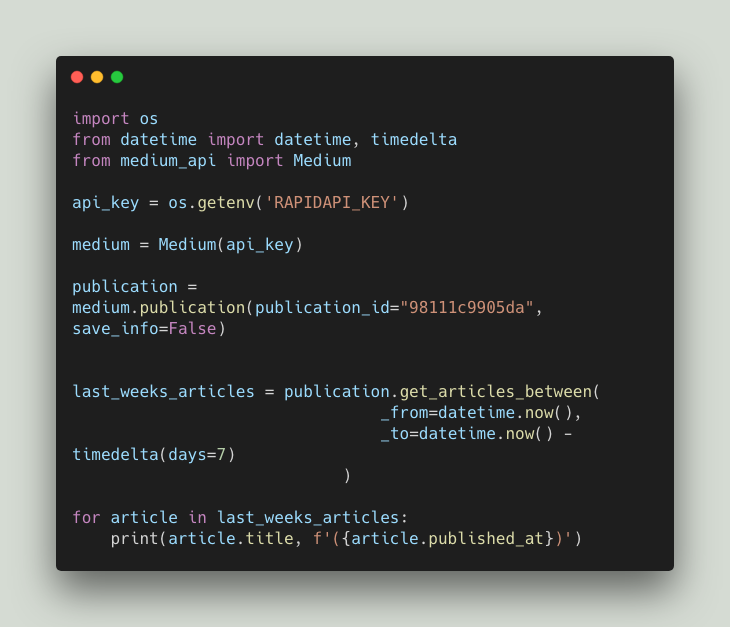 import os
from datetime import datetime, timedelta
from medium_api import Medium
api_key = os.getenv('RAPIDAPI_KEY')
medium = Medium(api_key)
publication =
medium.publication(publication_id="98111c9905da",
save_info=False)
last_weeks_articles = publication.get_articles_between(
_from=datetime.now(),
_to=datetime.now() -
timedelta(days=7)
)
for article in last_weeks_articles:
    print(article.title, f'({article.published_at})')